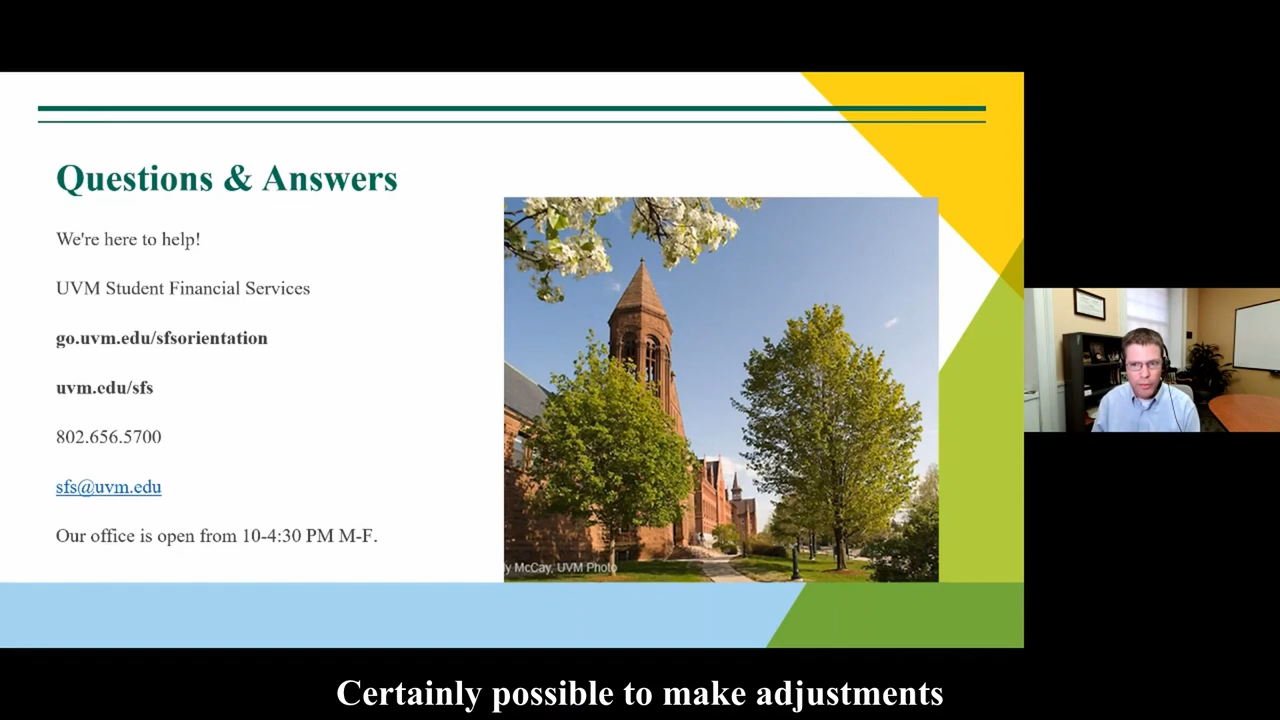 Questions & Answers
We're here to help!
UVM Student Financial Services
go.uvm.edu/sfsorientation
uvm.edu/sfs
802.656.5700
sfs@uvm.edu
Our office is open from 10-4:30 PM M-F.
y McCay, UVM Photo
Certainly possible to make adjustments